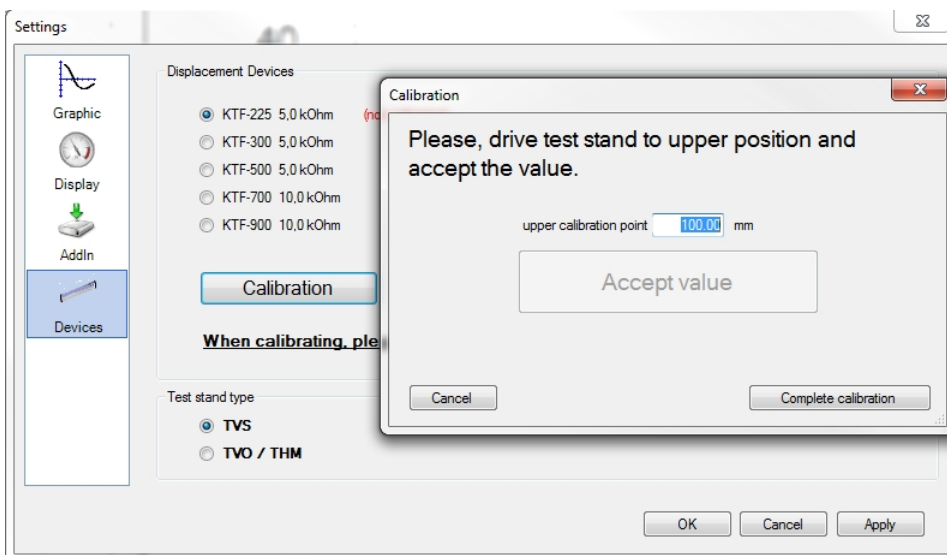 Settings
40
Graphic
Display
AddIn
Devices
Displacement Devices
KTF-225 5,0 kOhm
KTF-300 5,0 kOhm
KTF-500 5,0 kOhm
KTF-700 10,0 kOhm
KTF-900 10,0 kOhm
Calibration
When calibrating,
Test stand type
TVS
TVO / THM
Calibration
Please, drive test stand to upper position and
accept the value.
upper calibration point 100.00 mm
Accept value
Cancel Complete calibration
OK Cancel Apply